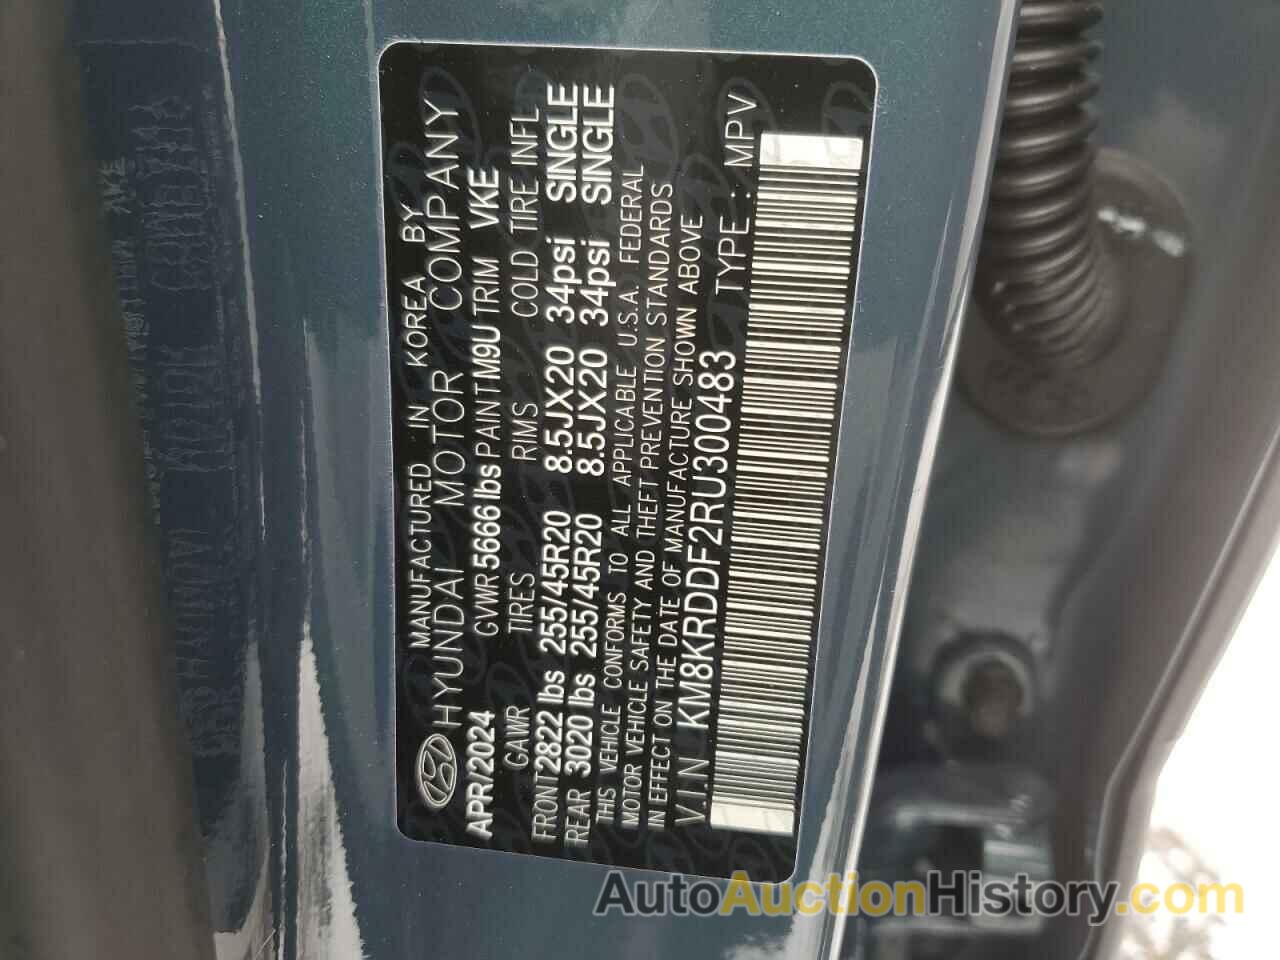 MANUFACTURED IN KOREA BY
HYUNDAI MOTOR COMPANY
APR/2024 GVWR 5666 lbs PAINT M9U TRIM VKE
GAWR TIRES RIMS COLD TIRE INFL
FRONT 2822 lbs 255/45R20 8.5JX20 34psi SINGLE
REAR 3020 lbs 255/45R20 8.5JX20 34psi SINGLE
THIS VEHICLE CONFORMS TO ALL APPLICABLE U.S.A. FEDERAL
MOTOR VEHICLE SAFETY AND THEFT PREVENTION STANDARDS
IN EFFECT ON THE DATE OF MANUFACTURE SHOWN ABOVE
V.I.N : KM8KRDDF2RU300483 TYPE : MPV
AutoAuctionHistory.com